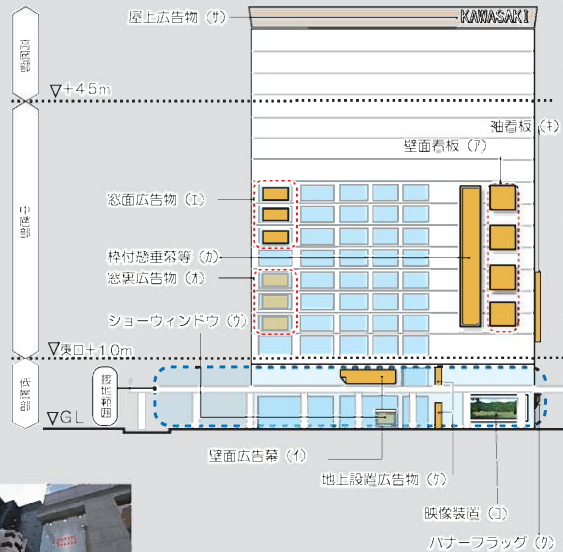 屋上広告物 (サ)
KAWASAKI
高層部
▽+45m
袖看板 (キ)
壁面看板 (ア)
窓面広告物 (エ)
中層部
枠付懸垂幕等 (カ)
窓裏広告物 (オ)
ショーウィンドウ (ウ)
▽東口+10m
低層部
接地範囲
▽GL
壁面広告幕 (イ)
地上設置広告物 (ケ)
映像装置 (コ)
バナーフラッグ (ク)